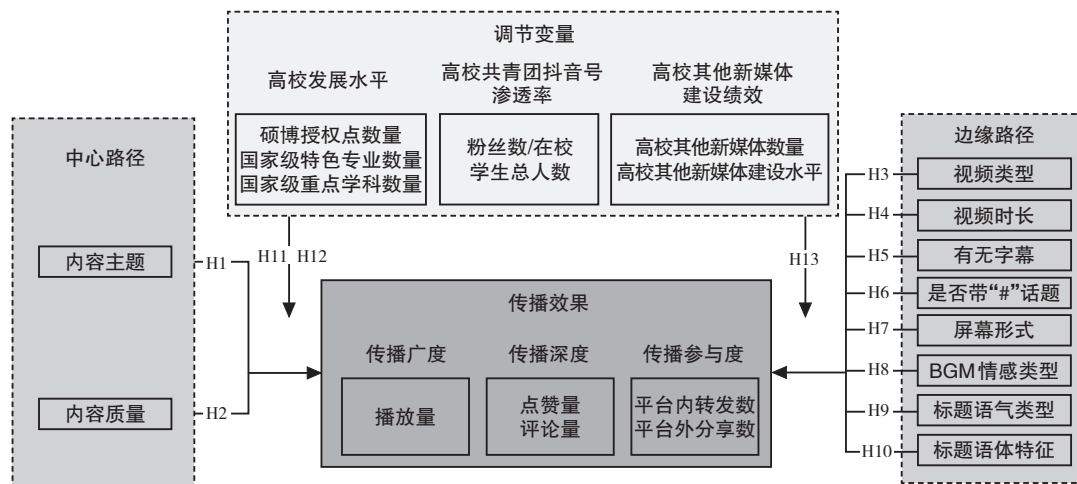 调节变量
高校发展水平
硕博授权点数量
国家级特色专业数量
国家级重点学科数量
高校共青团抖音号
渗透率
粉丝数/在校
学生总人数
高校其他新媒体
建设绩效
高校其他新媒体数量
高校其他新媒体建设水平
中心路径
内容主题
内容质量
H1
H2
H11
H12
H13
传播效果
传播广度
播放量
传播深度
点赞量
评论量
传播参与度
平台内转发数
平台外分享数
边缘路径
H3
视频类型
H4
视频时长
H5
有无字幕
H6
是否带“#”话题
H7
屏幕形式
H8
BGM情感类型
H9
标题语气类型
H10
标题语体特征